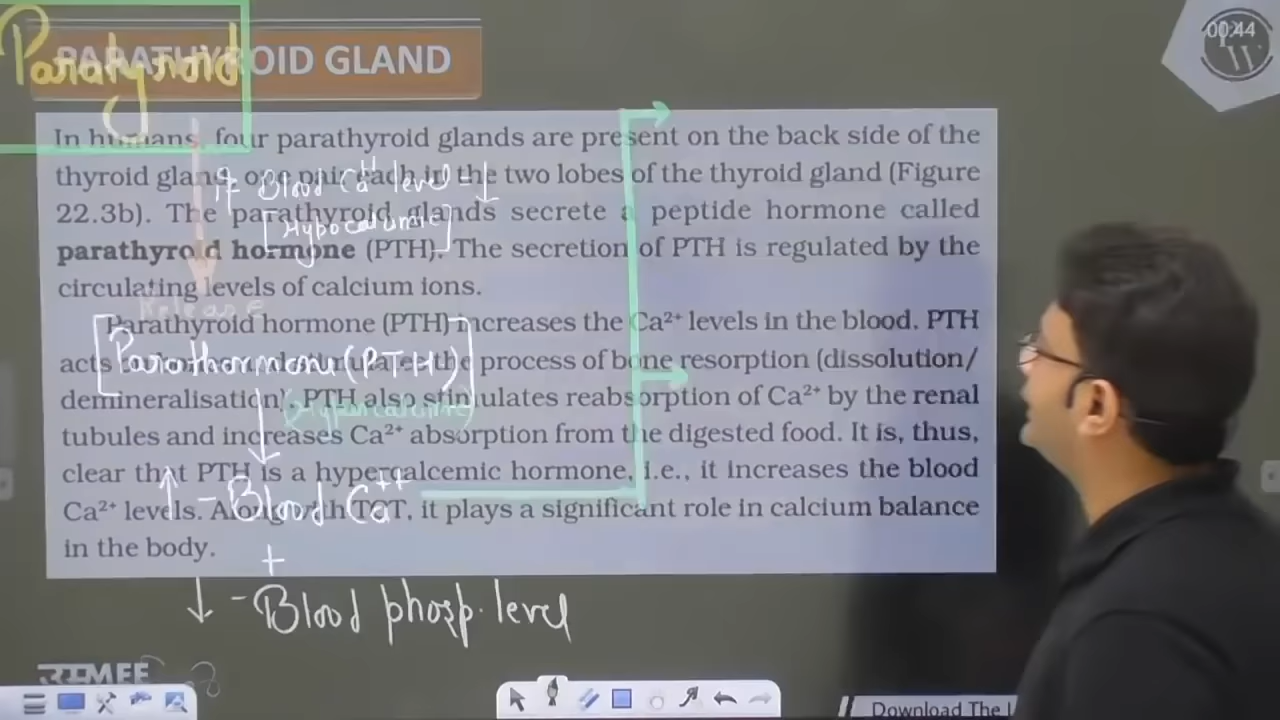 Parathyroid
PARATHYROID GLAND
00:44
In humans, four parathyroid glands are present on the back side of the
thyroid gland, one pair each in the two lobes of the thyroid gland (Figure
22.3b). The parathyroid glands secrete a peptide hormone called
parathyroid hormone (PTH). The secretion of PTH is regulated by the
circulating levels of calcium ions.
If Blood Ca++ level - ↓
[Hypocalcimic]
Release
Parathyroid hormone (PTH) increases the Ca²⁺ levels in the blood. PTH
acts the process of bone resorption (dissolution/
demineralisation). PTH also stimulates reabsorption of Ca²⁺ by the renal
tubules and increases Ca²⁺ absorption from the digested food. It is, thus,
clear that PTH is a hypercalcemic hormone, i.e., it increases the blood
Ca²⁺ levels. Along with TCT, it plays a significant role in calcium balance
in the body.
[Parathormone (PTH)]
↑ - Blood Ca++
+
↓ - Blood phosp. level
Download The